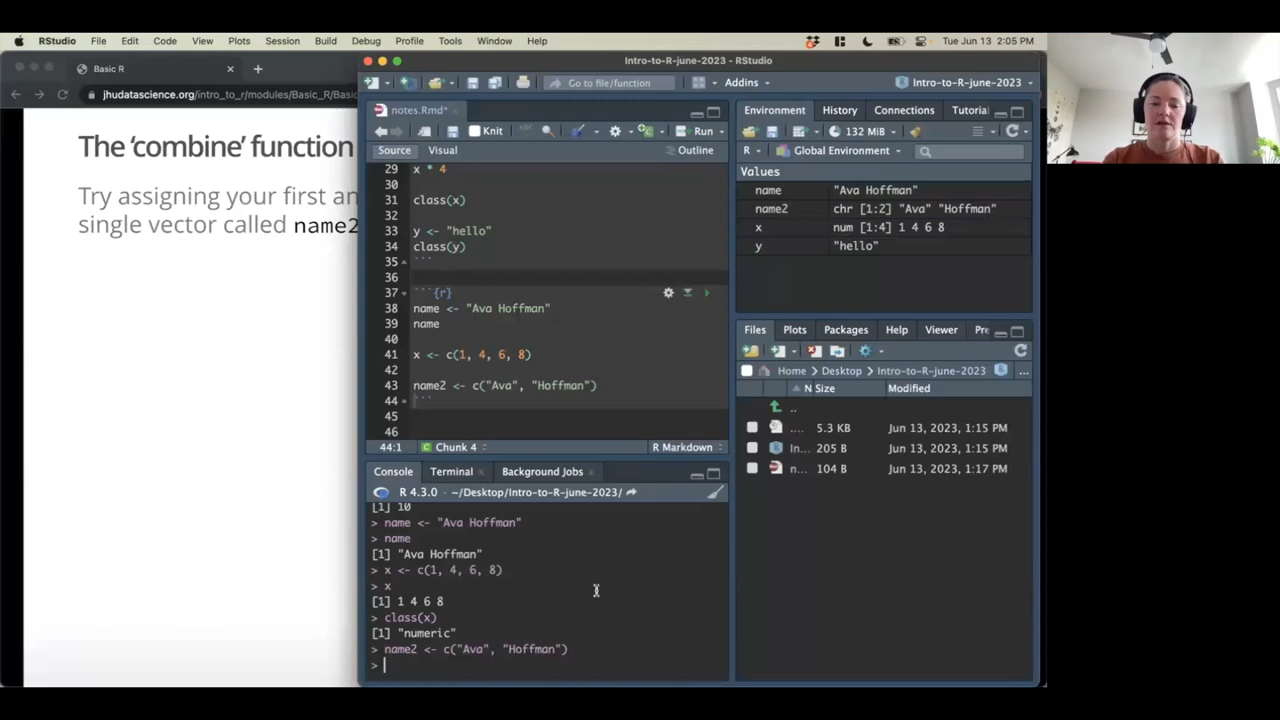 RStudio File Edit Code View Plots Session Build Debug Profile Tools Window Help Tue Jun 13 2:05 PM
Basic R
jhudatascience.org/intro_to_r/modules/Basic_R/Basi
The ‘combine’ function
Try assigning your first an
single vector called name2
Intro-to-R-june-2023 - RStudio
Go to file/function Addins Intro-to-R-june-2023
notes.Rmd*
Knit ABC Run
Source Visual Outline
29 x * 4
30
31 class(x)
32
33 y <- "hello"
34 class(y)
35 ```
36
37 ```{r}
38 name <- "Ava Hoffman"
39 name
40
41 x <- c(1, 4, 6, 8)
42
43 name2 <- c("Ava", "Hoffman")
44 ```
45
46
44:1 Chunk 4 R Markdown
Console Terminal Background Jobs
R 4.3.0 · ~/Desktop/Intro-to-R-june-2023/
[1] 10
> name <- "Ava Hoffman"
> name
[1] "Ava Hoffman"
> x <- c(1, 4, 6, 8)
> x
[1] 1 4 6 8
> class(x)
[1] "numeric"
> name2 <- c("Ava", "Hoffman")
>
Environment History Connections Tutoria
132 MiB
R Global Environment
Values
name "Ava Hoffman"
name2 chr [1:2] "Ava" "Hoffman"
x num [1:4] 1 4 6 8
y "hello"
Files Plots Packages Help Viewer Pre
Home Desktop Intro-to-R-june-2023 ...
N Size Modified
..
.... 5.3 KB Jun 13, 2023, 1:15 PM
In... 205 B Jun 13, 2023, 1:15 PM
n... 104 B Jun 13, 2023, 1:17 PM